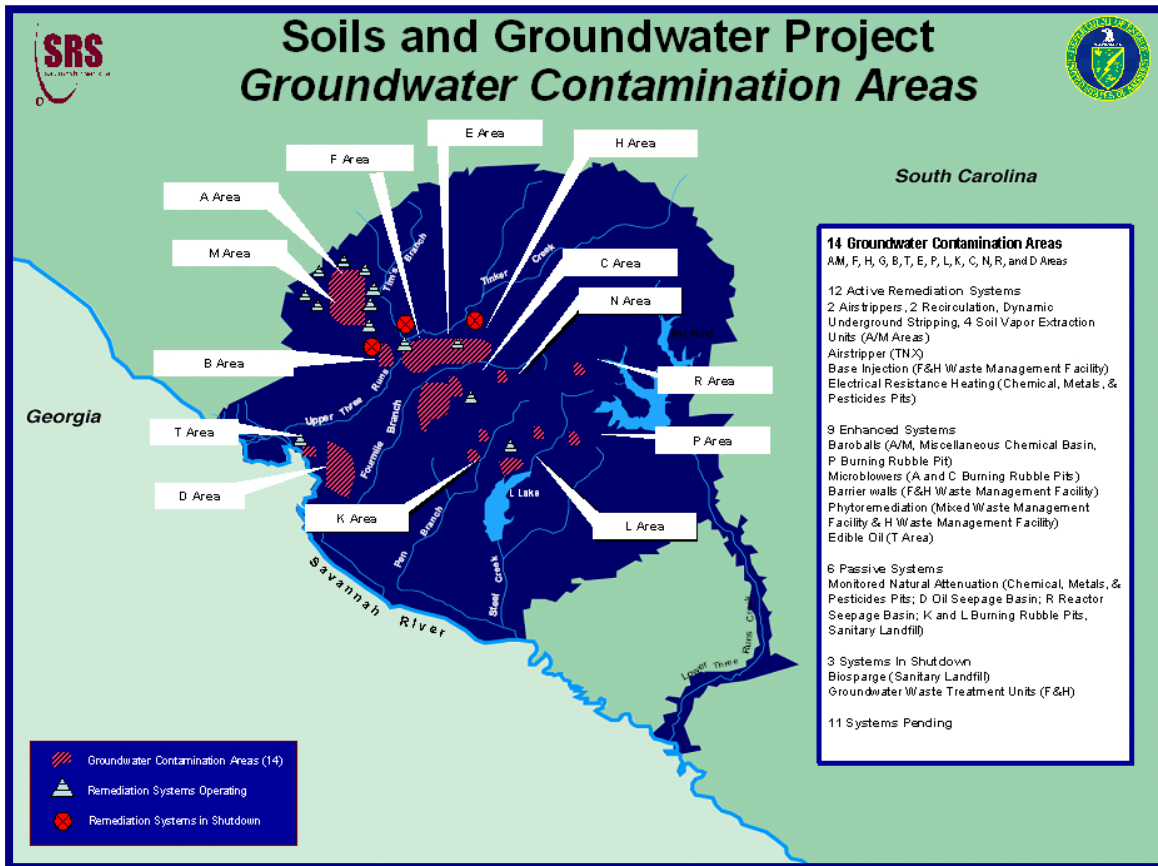 SRS
Soils and Groundwater Project
Groundwater Contamination Areas
E Area
H Area
F Area
South Carolina
A Area
M Area
C Area
N Area
Tim's Branch
Tinker Creek
B Area
R Area
Upper Three Runs
Georgia
Fourmile Branch
T Area
P Area
D Area
L Lake
K Area
L Area
Pen Branch
Steel Creek
Savannah River
Lower Three Runs Creek
14 Groundwater Contamination Areas
A/M, F, H, G, B, T, E, P, L, K, C, N, R, and D Areas
12 Active Remediation Systems
2 Airstrippers, 2 Recirculation, Dynamic
Underground Stripping, 4 Soil Vapor Extraction
Units (A/M Areas)
Airstripper (TNX)
Base Injection (F&H Waste Management Facility)
Electrical Resistance Heating (Chemical, Metals, &
Pesticides Pits)
9 Enhanced Systems
Baroballs (A/M, Miscellaneous Chemical Basin,
P Burning Rubble Pit)
Microblowers (A and C Burning Rubble Pits)
Barrier walls (F&H Waste Management Facility)
Phytoremediation (Mixed Waste Management
Facility & H Waste Management Facility)
Edible Oil (T Area)
6 Passive Systems
Monitored Natural Attenuation (Chemical, Metals, &
Pesticides Pits; D Oil Seepage Basin; R Reactor
Seepage Basin; K and L Burning Rubble Pits,
Sanitary Landfill)
3 Systems In Shutdown
Biosparge (Sanitary Landfill)
Groundwater Waste Treatment Units (F&H)
11 Systems Pending
Groundwater Contamination Areas (14)
Remediation Systems Operating
Remediation Systems in Shutdown